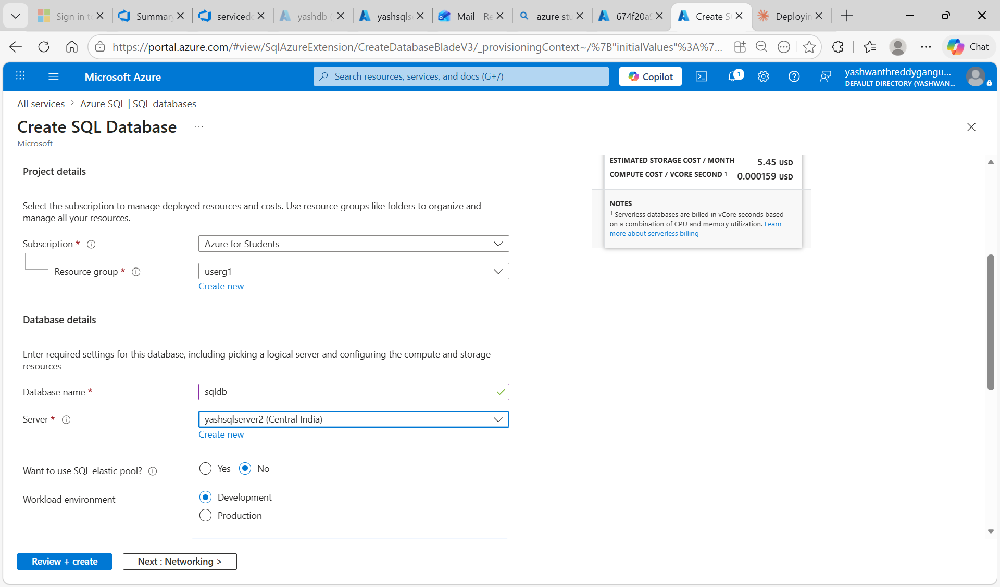 Sign in to
Summar
servicedo
yashdb (
yashsqlse
Mail - Re
azure stu
674f20a9
Create S
Deployin
https://portal.azure.com/#view/SqlAzureExtension/CreateDatabaseBladeV3/_provisioningContext~/%7B"initialValues"%3A%7...
Chat
Microsoft Azure
Search resources, services, and docs (G+/)
Copilot
1
yashwanthreddygangu...
DEFAULT DIRECTORY (YASHWAN...
All services > Azure SQL | SQL databases
Create SQL Database ...
Microsoft
ESTIMATED STORAGE COST / MONTH 5.45 USD
COMPUTE COST / VCORE SECOND 1 0.000159 USD
NOTES
1 Serverless databases are billed in vCore seconds based
on a combination of CPU and memory utilization. Learn
more about serverless billing
Project details
Select the subscription to manage deployed resources and costs. Use resource groups like folders to organize and
manage all your resources.
Subscription * Azure for Students
Resource group * userg1
Create new
Database details
Enter required settings for this database, including picking a logical server and configuring the compute and storage
resources
Database name * sqldb
Server * yashsqlserver2 (Central India)
Create new
Want to use SQL elastic pool? Yes No
Workload environment Development
Production
Review + create
Next : Networking >